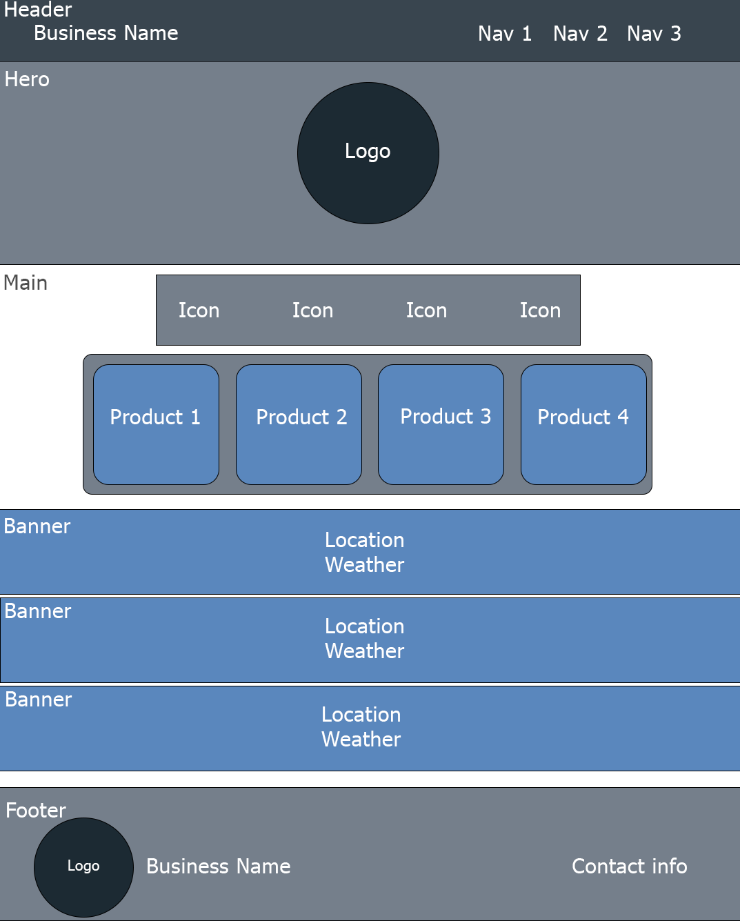 Header
Business Name
Nav 1 Nav 2 Nav 3
Hero
Logo
Main
Icon Icon Icon Icon
Product 1 Product 2 Product 3 Product 4
Banner
Location
Weather
Banner
Location
Weather
Banner
Location
Weather
Footer
Logo
Business Name
Contact info